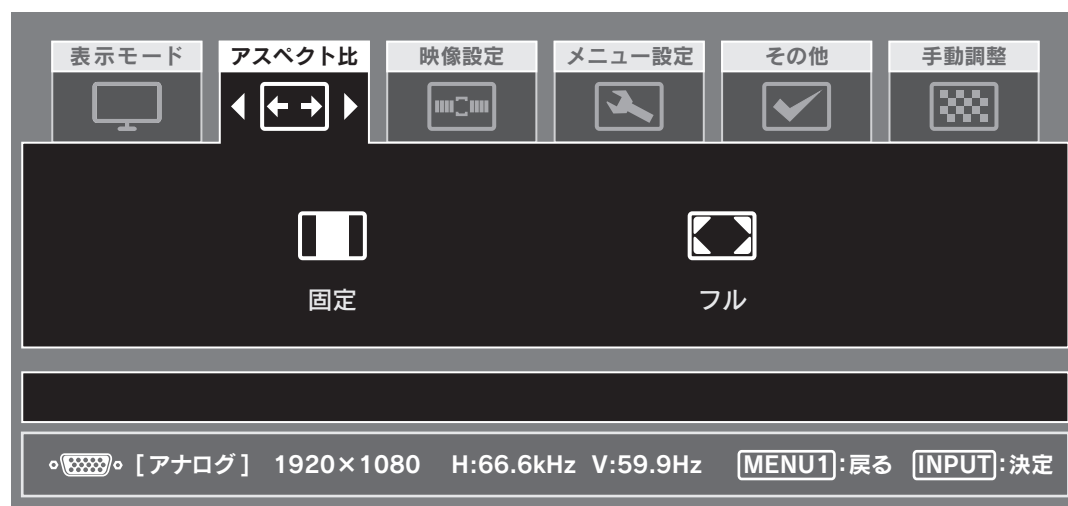 表示モード アスペクト比 映像設定 メニュー設定 その他 手動調整
固定 フル
[アナログ] 1920×1080 H:66.6kHz V:59.9Hz MENU1:戻る INPUT:決定